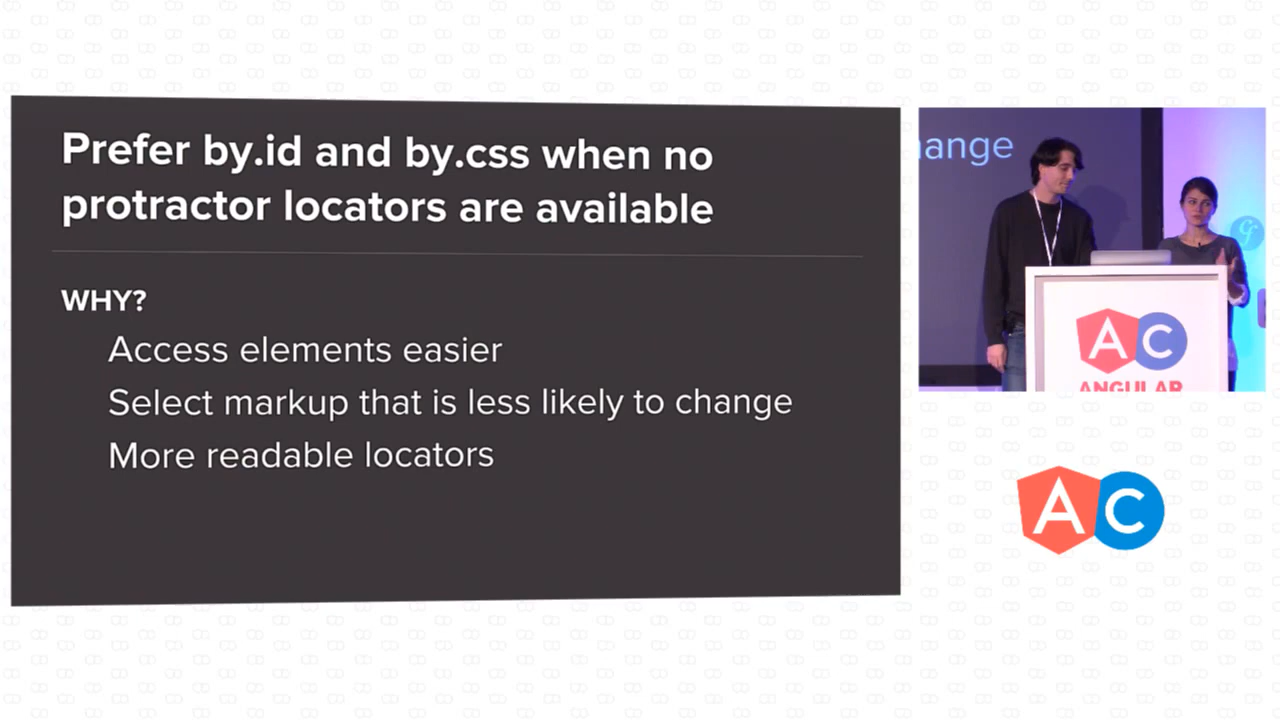 Prefer by.id and by.css when no
protractor locators are available
WHY?
Access elements easier
Select markup that is less likely to change
More readable locators
ange
AC
ANGULAR
AC